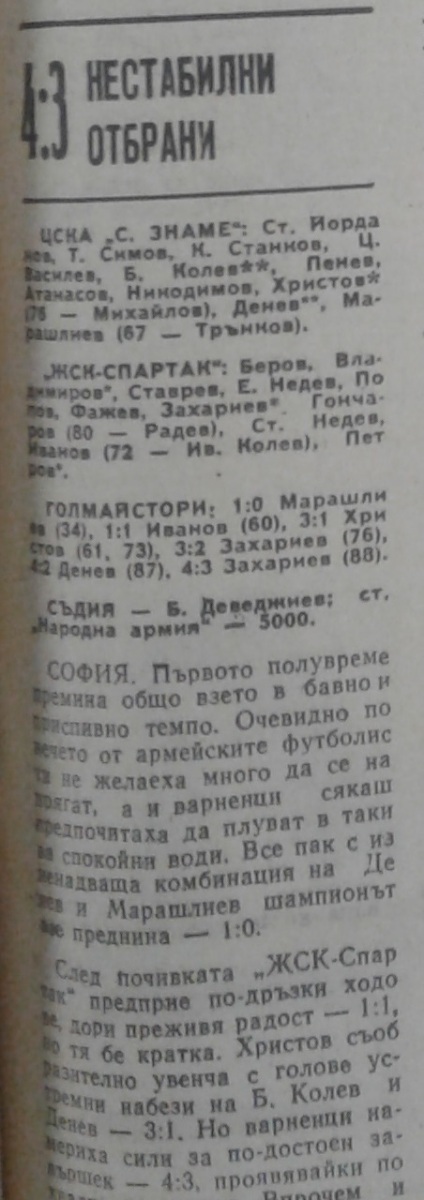 4:3 НЕСТАБИЛНИ
ОТБРАНИ
ЦСКА „С. ЗНАМЕ“: Ст. Йорда
нов, Т. Симов, К. Станков, Ц.
Василев, Б. Колев**, Пенев,
Атанасов, Никодимов, Христов*
(76 — Михайлов), Денев**, Ма-
рашлиев (67 — Трънков).
„ЖСК-СПАРТАК“: Беров, Вла-
димиров*, Ставрев, Е. Недев, По
пов, Фажев, Захариев* Гонча-
ров (80 — Радев), Ст. Недев,
Иванов (72 — Ив. Колев), Пет
ров*.
ГОЛМАЙСТОРИ: 1:0 Марашли
ев (34), 1:1 Иванов (60), 3:1 Хри
стов (61, 73), 3:2 Захариев (76),
4:2 Денев (87), 4:3 Захариев (88).
СЪДИЯ — Б. Деведжиев; ст.
„Народна армия“ — 5000.
СОФИЯ. Първото полувреме
премина общо взето в бавно и
приспивно темпо. Очевидно по
вечето от армейските футболис
ти не желаеха много да се на
прягат, а и варненци сякаш
предпочитаха да плуват в таки
ва спокойни води. Все пак с из
ненадваща комбинация на Де
нев и Марашлиев шампионът
преднина — 1:0.
След почивката „ЖСК-Спар
так“ предпрне по-дръзки ходо
ве, дори преживя радост — 1:1,
но тя бе кратка. Христов съоб
разително увенча с голове ус-
тремни набези на Б. Колев и
Денев — 3:1. Но варненци на-
мериха сили за по-достоен за-
вършек — 4:3, проявявайки по
Впрочем и